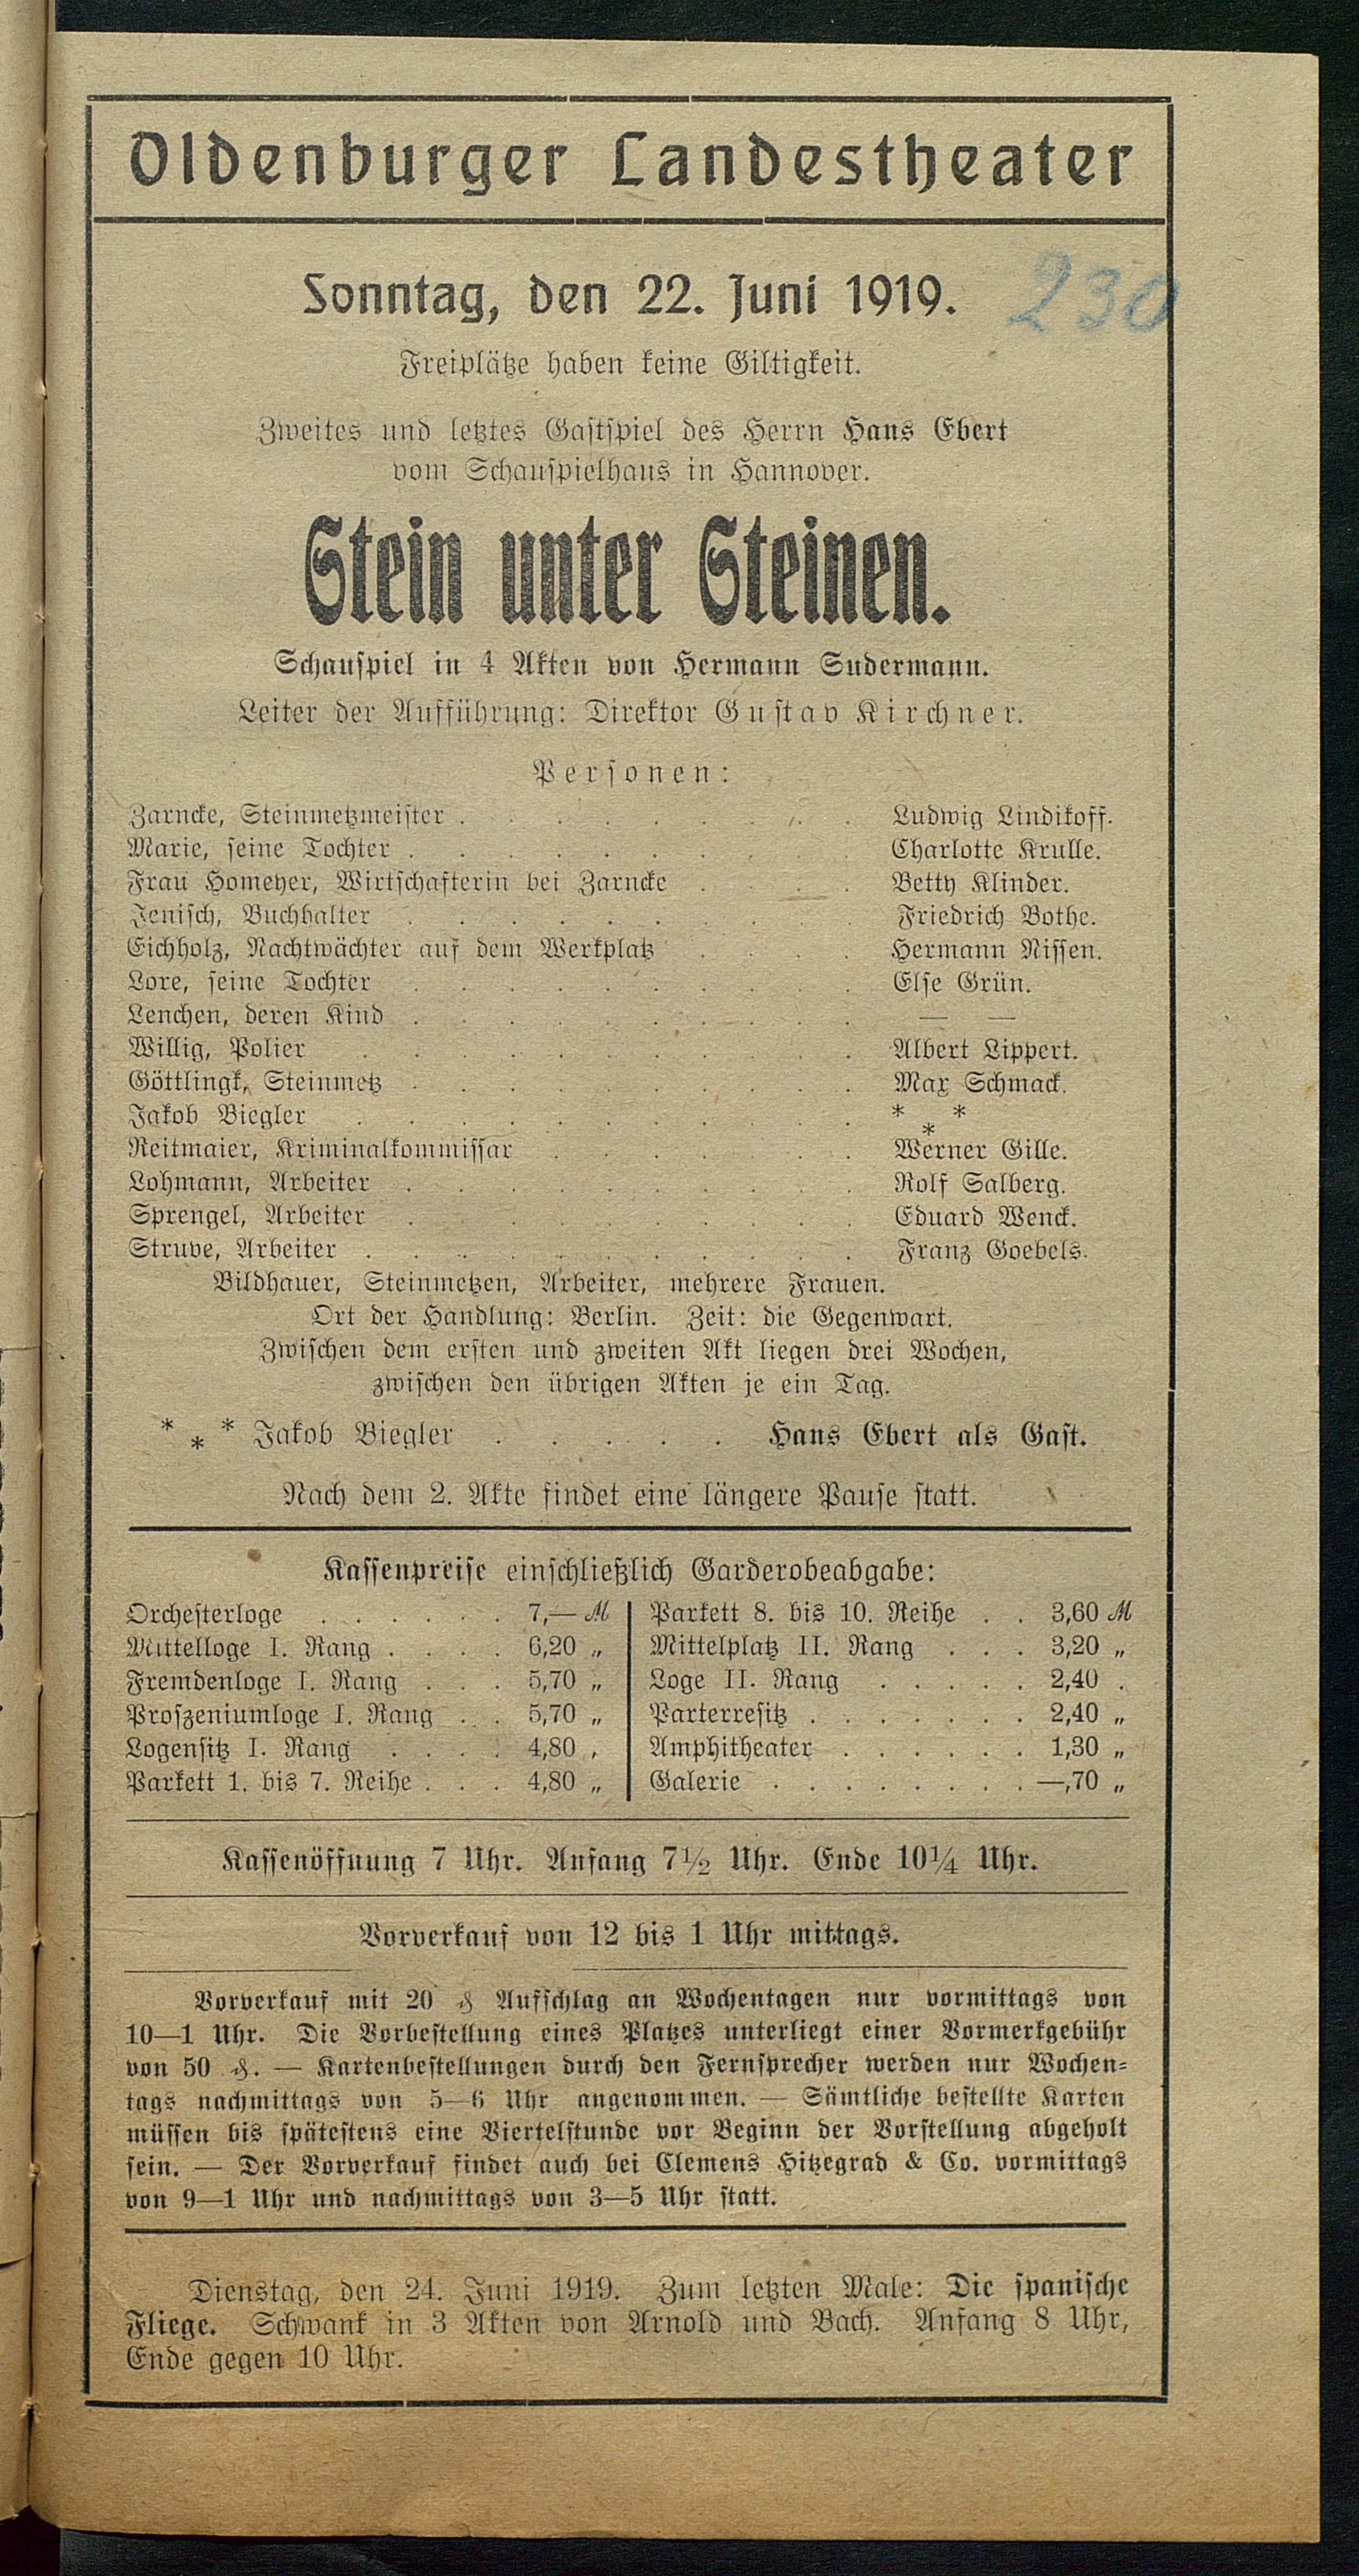 Oldenburger Landestheater
Sonntag, den 22. Juni 1919.
230
Freiplätze haben keine Giltigkeit.
Zweites und letztes Gastspiel des Herrn Hans Ebert
vom Schauspielhaus in Hannover.
Stein unter Steinen.
Schauspiel in 4 Akten von Hermann Sudermann.
Leiter der Aufführung: Direktor Gustav Kirchner.
Personen:
Zarncke, Steinmetzmeister . . . . . . . . . Ludwig Lindikoff.
Marie, seine Tochter . . . . . . . . . . Charlotte Krulle.
Frau Homeyer, Wirtschafterin bei Zarncke . . . . Betty Klinder.
Jenisch, Buchhalter . . . . . . . . Friedrich Bothe.
Eichholz, Nachtwächter auf dem Werkplatz . . . . Hermann Nissen.
Lore, seine Tochter . . . . . . . . . . Else Grün.
Lenchen, deren Kind . . . . . . . . . . — —
Willig, Polier . . . . . . . . . . . Albert Lippert.
Göttlingk, Steinmetz . . . . . . . . . . Max Schmack.
Jakob Biegler . . . . . . . . . . . * * *
Reitmaier, Kriminalkommissar . . . . . . . Werner Gille.
Lohmann, Arbeiter . . . . . . . . . . Rolf Salberg.
Sprengel, Arbeiter . . . . . . . . . . Eduard Wenck.
Struve, Arbeiter . . . . . . . . . . . Franz Goebels.
Bildhauer, Steinmetzen, Arbeiter, mehrere Frauen.
Ort der Handlung: Berlin. Zeit: die Gegenwart.
Zwischen dem ersten und zweiten Akt liegen drei Wochen,
zwischen den übrigen Akten je ein Tag.
* * * Jakob Biegler . . . . . Hans Ebert als Gast.
Nach dem 2. Akte findet eine längere Pause statt.
Kassenpreise einschließlich Garderobeabgabe:
Orchesterloge . . . . . . 7,— ℳ
Mittelloge I. Rang . . . . 6,20 „
Fremdenloge I. Rang . . . 5,70 „
Proszeniumloge I. Rang . . 5,70 „
Logensitz I. Rang . . . . 4,80 „
Parkett 1. bis 7. Reihe . . . 4,80 „
Parkett 8. bis 10. Reihe . . 3,60 ℳ
Mittelplatz II. Rang . . . 3,20 „
Loge II. Rang . . . . . 2,40 .
Parterresitz . . . . . . . 2,40 „
Amphitheater . . . . . . 1,30 „
Galerie . . . . . . . . —,70 „
Kassenöffnung 7 Uhr. Anfang 7½ Uhr. Ende 10¼ Uhr.
Vorverkauf von 12 bis 1 Uhr mittags.
Vorverkauf mit 20 ₰ Aufschlag an Wochentagen nur vormittags von
10—1 Uhr. Die Vorbestellung eines Platzes unterliegt einer Vormerkgebühr
von 50 ₰. — Kartenbestellungen durch den Fernsprecher werden nur Wochen-
tags nachmittags von 5—6 Uhr angenommen. — Sämtliche bestellte Karten
müssen bis spätestens eine Viertelstunde vor Beginn der Vorstellung abgeholt
sein. — Der Vorverkauf findet auch bei Clemens Hitzegrad & Co. vormittags
von 9—1 Uhr und nachmittags von 3—5 Uhr statt.
Dienstag, den 24. Juni 1919. Zum letzten Male: Die spanische
Fliege. Schwank in 3 Akten von Arnold und Bach. Anfang 8 Uhr,
Ende gegen 10 Uhr.